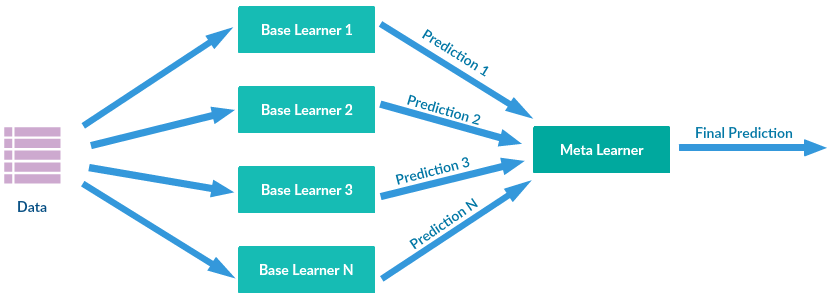 Base Learner 1
Prediction 1
Base Learner 2
Prediction 2
Final Prediction
Meta Learner
Base Learner 3
Prediction 3
Data
Prediction N
Base Learner N